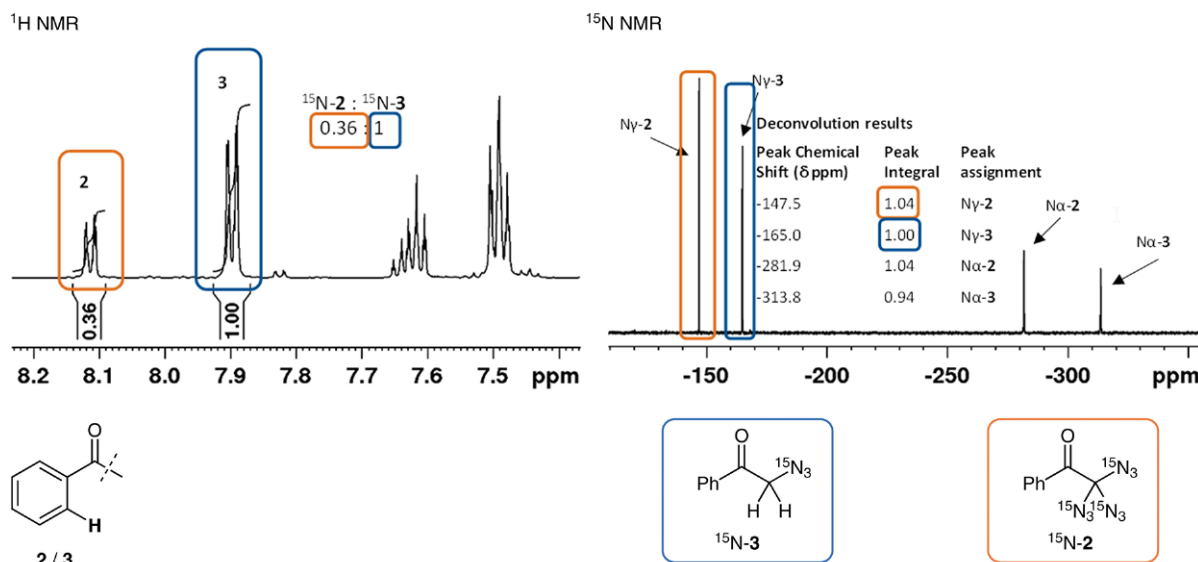 ¹H NMR
2
3
¹⁵N-2 : ¹⁵N-3
0.36 : 1
0.36
1.00
8.2 8.1 8.0 7.9 7.8 7.7 7.6 7.5 ppm
O
H
2 / 3
¹⁵N NMR
Nγ-2
Nγ-3
Deconvolution results
Peak Chemical Shift (δppm) Peak Integral Peak assignment
-147.5 1.04 Nγ-2
-165.0 1.00 Nγ-3
-281.9 1.04 Nα-2
-313.8 0.94 Nα-3
Nα-2
Nα-3
-150 -200 -250 -300 ppm
O
¹⁵N₃
Ph
H H
¹⁵N-3
O
Ph
¹⁵N₃
¹⁵N₃ ¹⁵N₃
¹⁵N-2